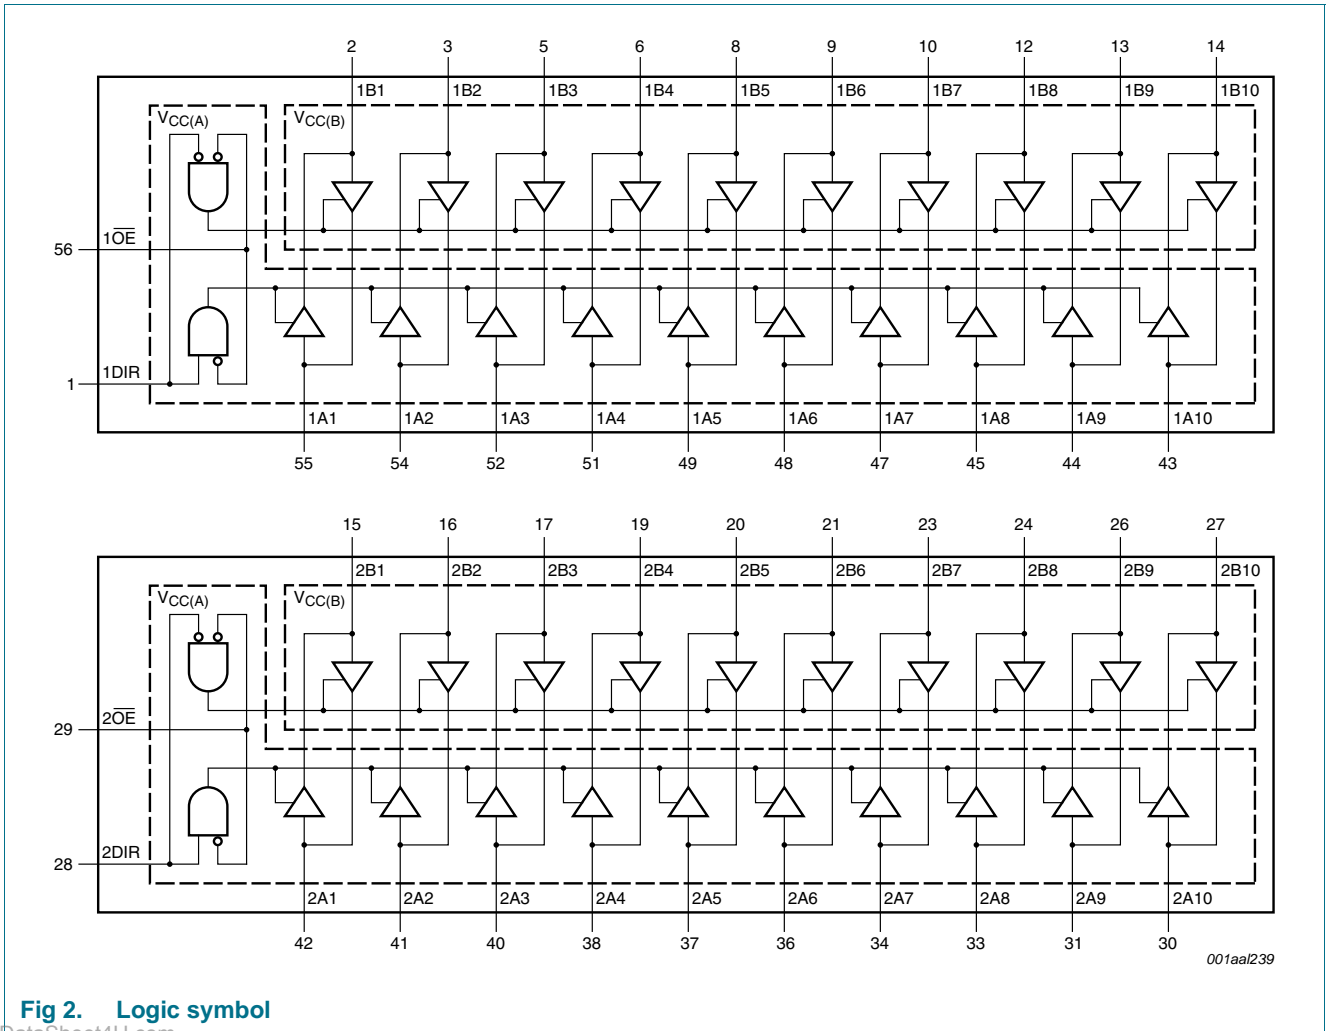 2 3 5 6 8 9 10 12 13 14
1B1 1B2 1B3 1B4 1B5 1B6 1B7 1B8 1B9 1B10
VCC(A) VCC(B)
56 1O̅E̅
1 1DIR
1A1 1A2 1A3 1A4 1A5 1A6 1A7 1A8 1A9 1A10
55 54 52 51 49 48 47 45 44 43
15 16 17 19 20 21 23 24 26 27
2B1 2B2 2B3 2B4 2B5 2B6 2B7 2B8 2B9 2B10
VCC(A) VCC(B)
29 2O̅E̅
28 2DIR
2A1 2A2 2A3 2A4 2A5 2A6 2A7 2A8 2A9 2A10
42 41 40 38 37 36 34 33 31 30
001aal239
Fig 2. Logic symbol